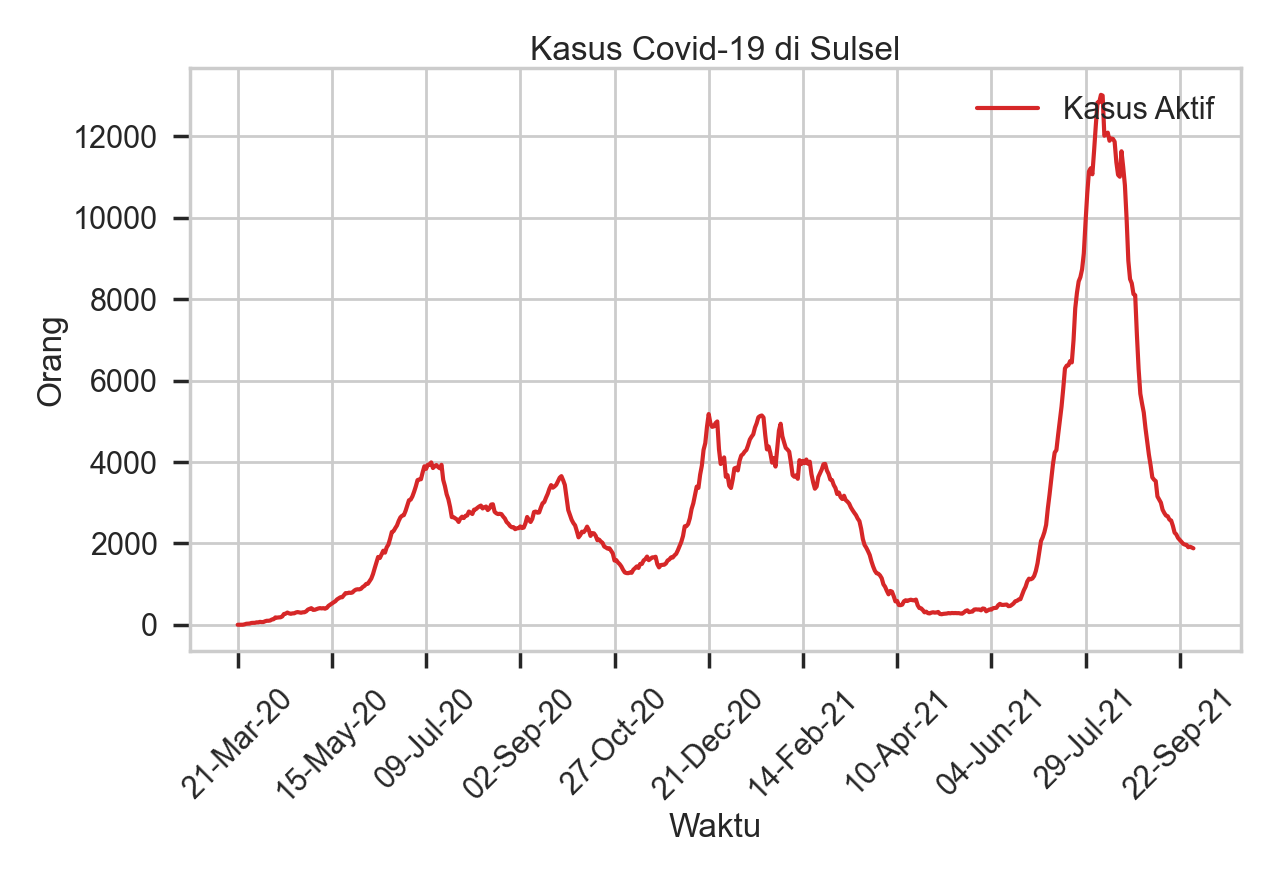 Kasus Covid-19 di Sulsel
Kasus Aktif
12000
10000
8000
6000
4000
2000
0
Orang
21-Mar-20
15-May-20
09-Jul-20
02-Sep-20
27-Oct-20
21-Dec-20
14-Feb-21
10-Apr-21
04-Jun-21
29-Jul-21
22-Sep-21
Waktu